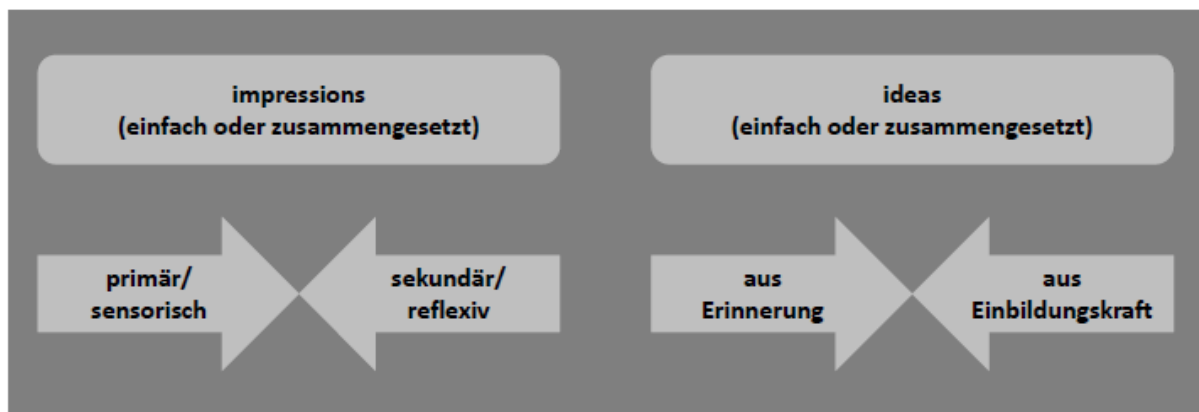 impressions
(einfach oder zusammengesetzt)
ideas
(einfach oder zusammengesetzt)
primär/
sensorisch
sekundär/
reflexiv
aus
Erinnerung
aus
Einbildungskraft